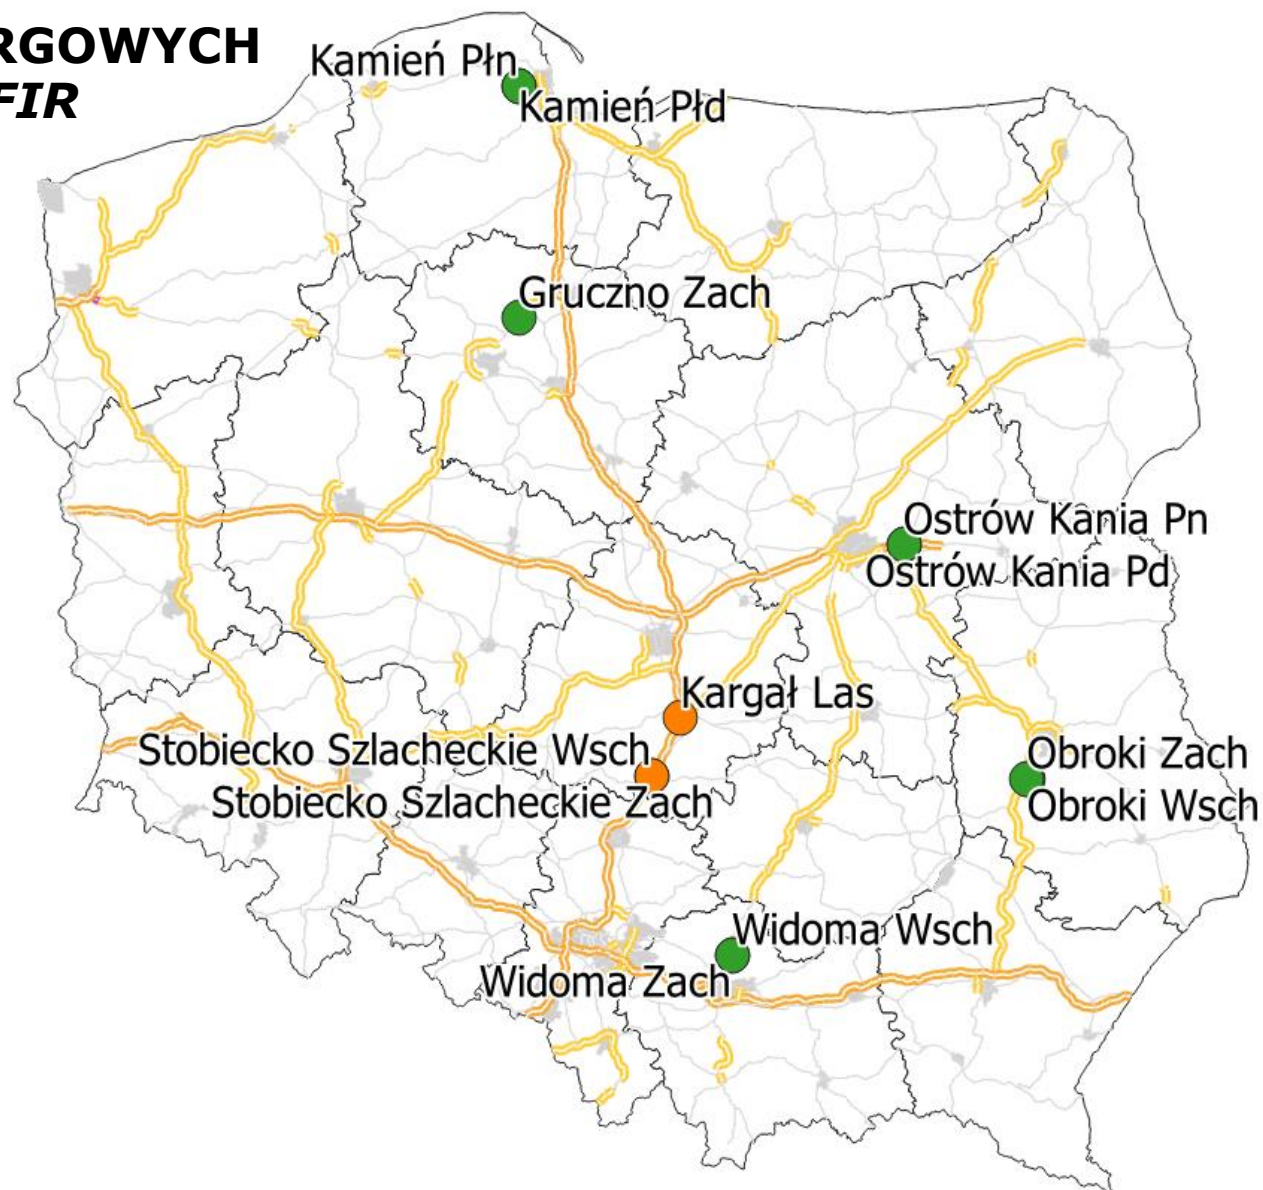 RGOWYCH
FIR
Kamień Płn
Kamień Płd
Gruczno Zach
Ostrów Kania Pn
Ostrów Kania Pd
Kargał Las
Stobiecko Szlacheckie Wsch
Stobiecko Szlacheckie Zach
Obroki Zach
Obroki Wsch
Widoma Wsch
Widoma Zach